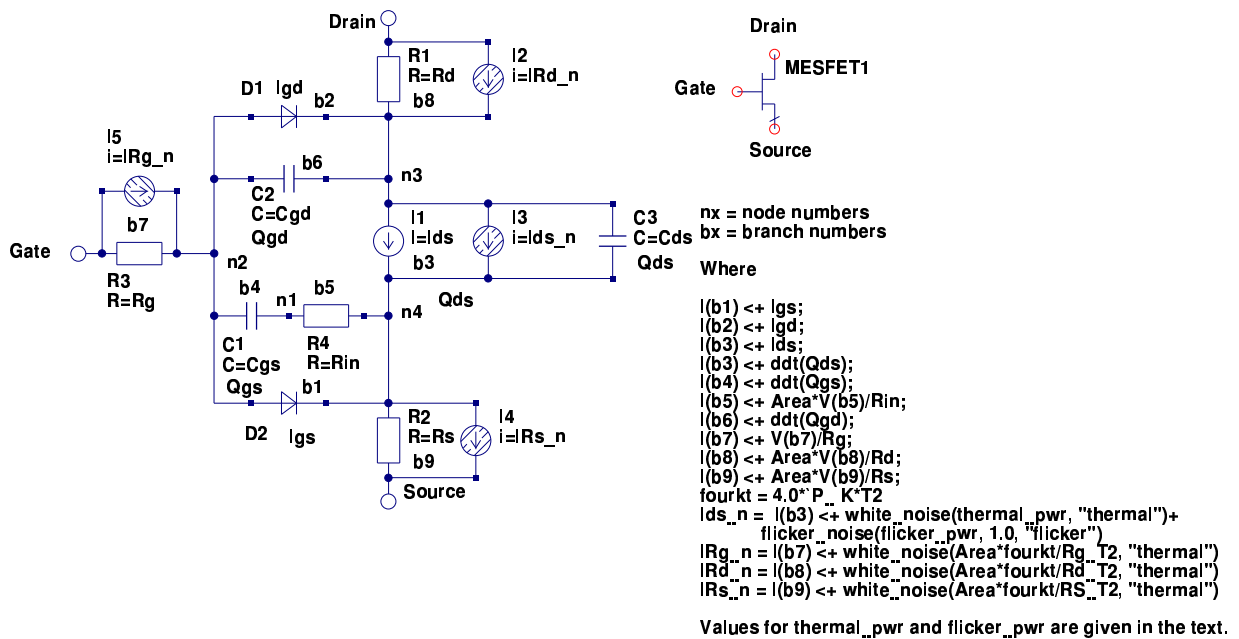 Drain
R1
R=Rd
b8
I2
i=IRd_n
D1
Igd
b2
I5
i=IRg_n
b7
b6
C2
C=Cgd
Qgd
n3
I1
I=Ids
b3
I3
i=Ids_n
C3
C=Cds
Qds
Gate
R3
R=Rg
n2
b4
n1
b5
Qds
n4
C1
C=Cgs
Qgs
R4
R=Rin
b1
D2
Igs
R2
R=Rs
b9
I4
i=IRs_n
Source
Drain
MESFET1
Gate
Source
nx = node numbers
bx = branch numbers
Where
I(b1) <+ Igs;
I(b2) <+ Igd;
I(b3) <+ Ids;
I(b3) <+ ddt(Qds);
I(b4) <+ ddt(Qgs);
I(b5) <+ Area*V(b5)/Rin;
I(b6) <+ ddt(Qgd);
I(b7) <+ V(b7)/Rg;
I(b8) <+ Area*V(b8)/Rd;
I(b9) <+ Area*V(b9)/Rs;
fourkt = 4.0*`P_ K*T2
Ids_n = I(b3) <+ white_noise(thermal_pwr, "thermal")+
flicker_noise(flicker_pwr, 1.0, "flicker")
IRg_n = I(b7) <+ white_noise(Area*fourkt/Rg_T2, "thermal")
IRd_n = I(b8) <+ white_noise(Area*fourkt/Rd_T2, "thermal")
IRs_n = I(b9) <+ white_noise(Area*fourkt/RS_T2, "thermal")
Values for thermal_pwr and flicker_pwr are given in the text.